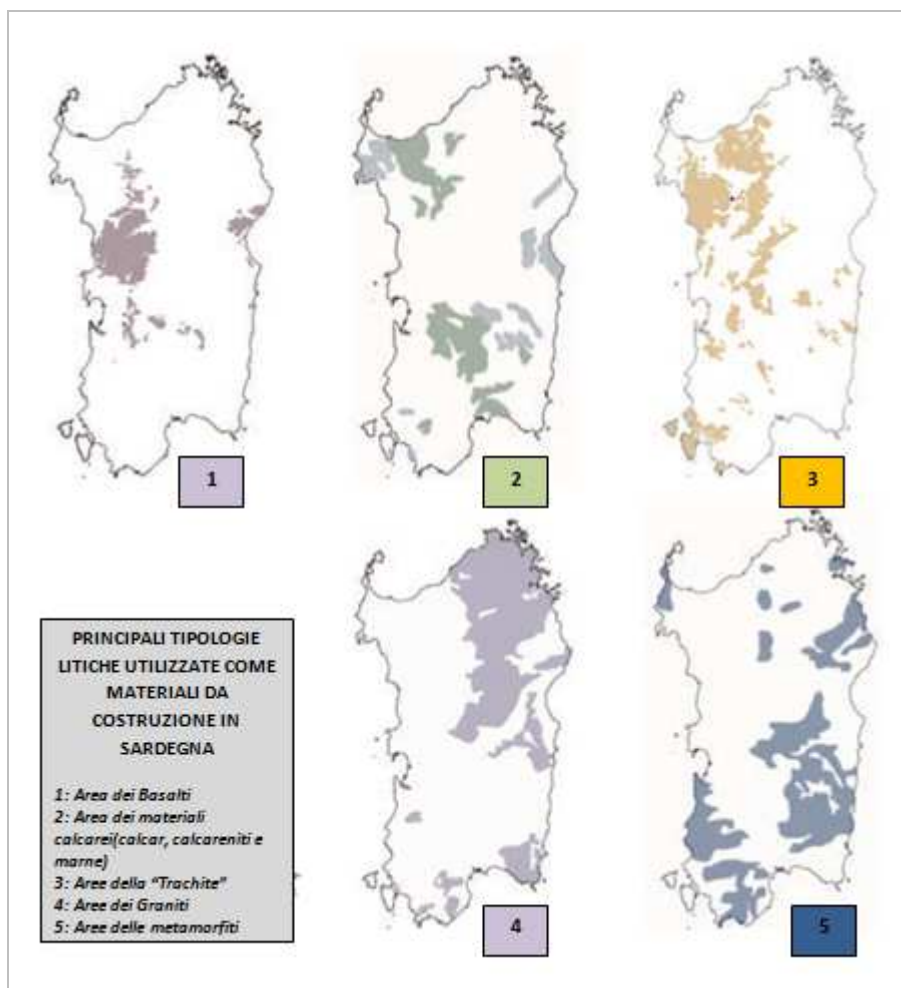 1
2
3
4
5
PRINCIPALI TIPOLOGIE
LITICHE UTILIZZATE COME
MATERIALI DA
COSTRUZIONE IN
SARDEGNA
1: Area dei Basalti
2: Area dei materiali
calcarei(calcar, calcareniti e
marne)
3: Aree della “Trachite”
4: Aree dei Graniti
5: Aree delle metamorfiti